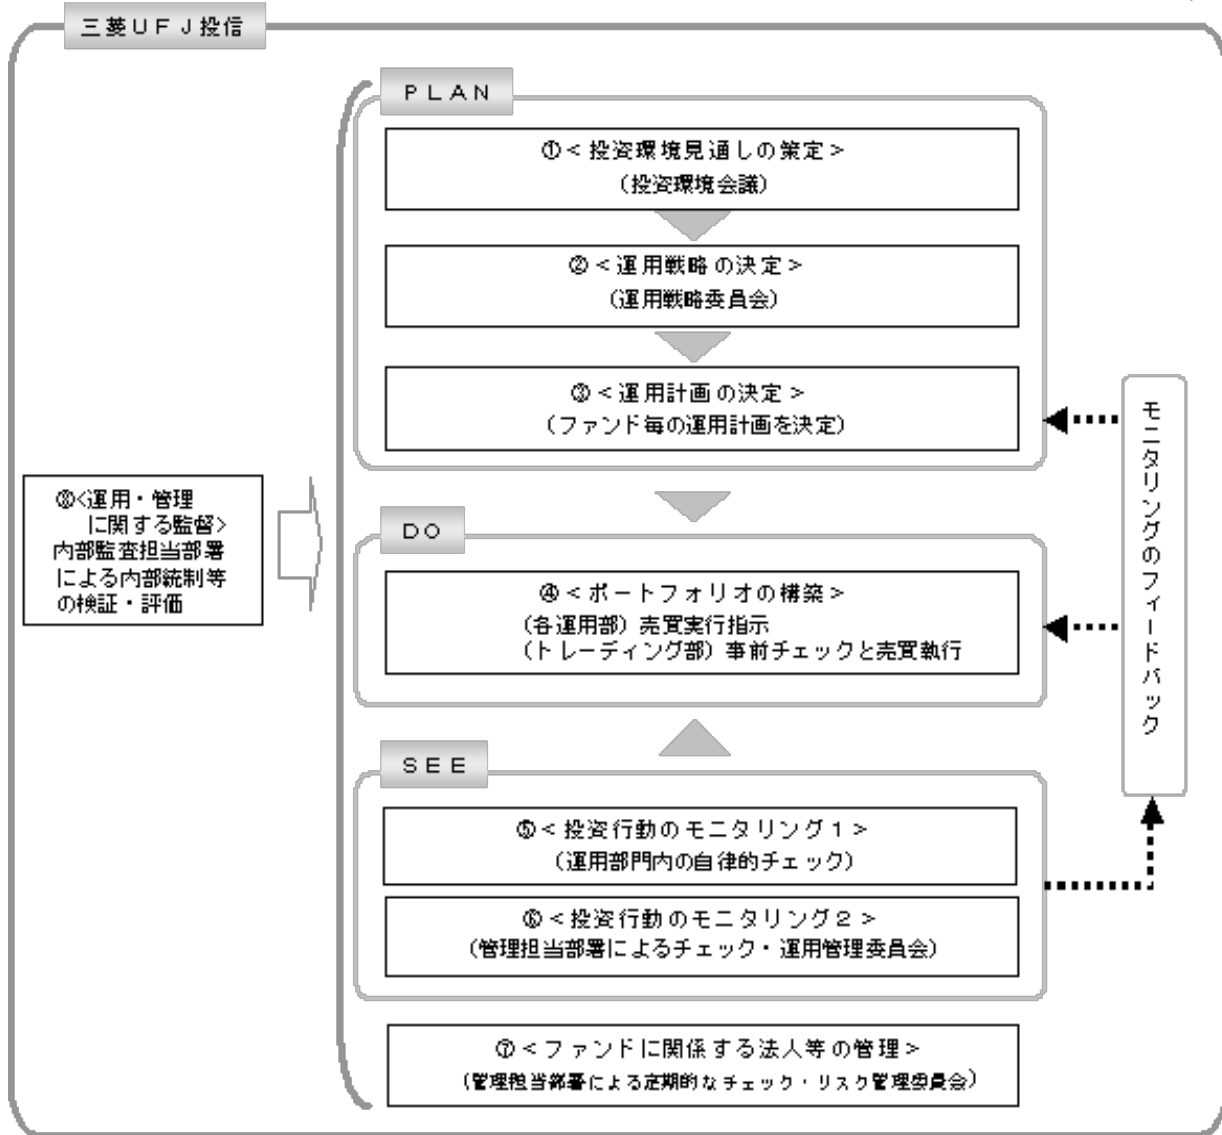 三菱ＵＦＪ投信
ＰＬＡＮ
①＜投資環境見通しの策定＞
（投資環境会議）
②＜運用戦略の決定＞
（運用戦略委員会）
③＜運用計画の決定＞
（ファンド毎の運用計画を決定）
⑧＜運用・管理
に関する監督＞
内部監査担当部署
による内部統制等
の検証・評価
ＤＯ
④＜ポートフォリオの構築＞
（各運用部）売買実行指示
（トレーディング部）事前チェックと売買執行
ＳＥＥ
⑤＜投資行動のモニタリング１＞
（運用部門内の自律的チェック）
⑥＜投資行動のモニタリング２＞
（管理担当部署によるチェック・運用管理委員会）
⑦＜ファンドに関係する法人等の管理＞
（管理担当部署による定期的なチェック・リスク管理委員会）
モニタリングのフィードバック